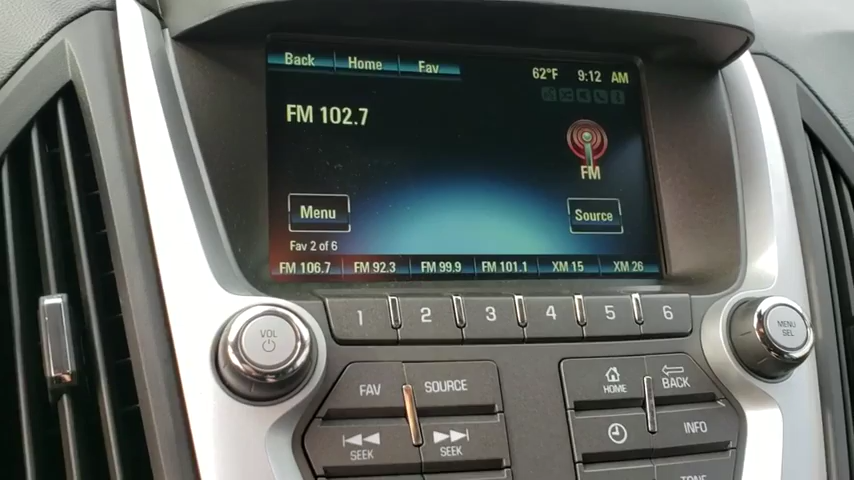 Back Home Fav 62°F 9:12 AM
FM 102.7
FM
Menu Source
Fav 2 of 6
FM 106.7 FM 92.3 FM 99.9 FM 101.1 XM 15 XM 26
1 2 3 4 5 6
VOL
MENU
SEL
FAV SOURCE
HOME BACK
SEEK SEEK
INFO
TONE